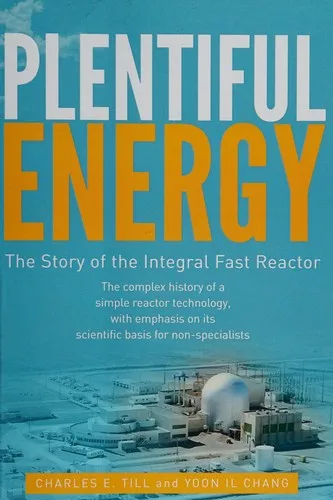 PLENTIFUL
ENERGY
The Story of the Integral Fast Reactor
The complex history of a
simple reactor technology,
with emphasis on its
scientific basis for non-specialists
CHARLES E. TILL and YOON IL CHANG